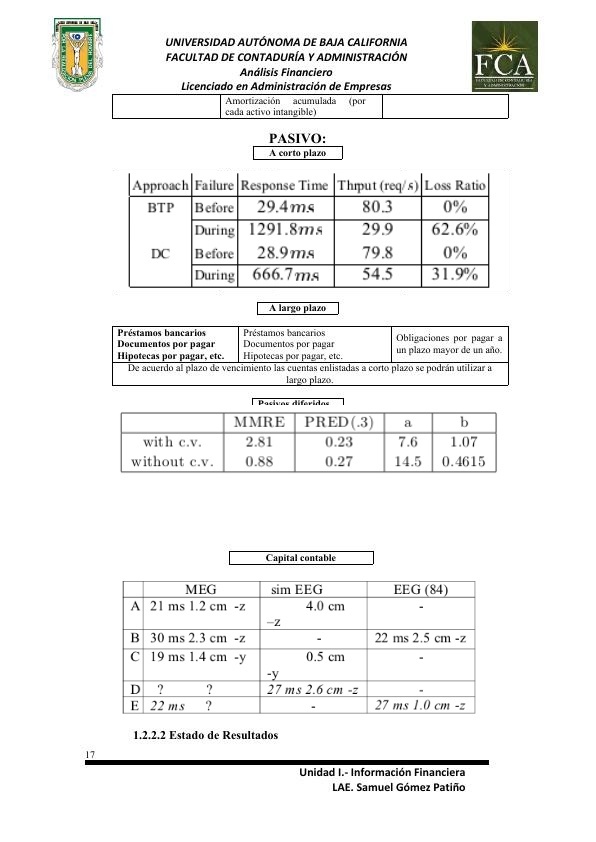 UNIVERSIDAD AUTÓNOMA DE BAJA CALIFORNIA
FACULTAD DE CONTADURÍA Y ADMINISTRACIÓN
Análisis Financiero
Licenciado en Administración de Empresas
FCA
FACULTAD DE CONTADURÍA
Y ADMINISTRACIÓN
Amortización acumulada (por
cada activo intangible)
PASIVO:
A corto plazo
Approach Failure Response Time Thrput (req/s) Loss Ratio
BTP Before 29.4ms 80.3 0%
During 1291.8ms 29.9 62.6%
DC Before 28.9ms 79.8 0%
During 666.7ms 54.5 31.9%
A largo plazo
Préstamos bancarios
Documentos por pagar
Hipotecas por pagar, etc.
Préstamos bancarios
Documentos por pagar
Hipotecas por pagar, etc.
Obligaciones por pagar a
un plazo mayor de un año.
De acuerdo al plazo de vencimiento las cuentas enlistadas a corto plazo se podrán utilizar a
largo plazo.
Pasivos diferidos
MMRE PRED(.3) a b
with c.v. 2.81 0.23 7.6 1.07
without c.v. 0.88 0.27 14.5 0.4615
Capital contable
MEG sim EEG EEG (84)
A 21 ms 1.2 cm -z 4.0 cm -
–z
B 30 ms 2.3 cm -z - 22 ms 2.5 cm -z
C 19 ms 1.4 cm -y 0.5 cm -
-y
D ? ? 27 ms 2.6 cm -z -
E 22 ms ? - 27 ms 1.0 cm -z
1.2.2.2 Estado de Resultados
17
Unidad I.- Información Financiera
LAE. Samuel Gómez Patiño